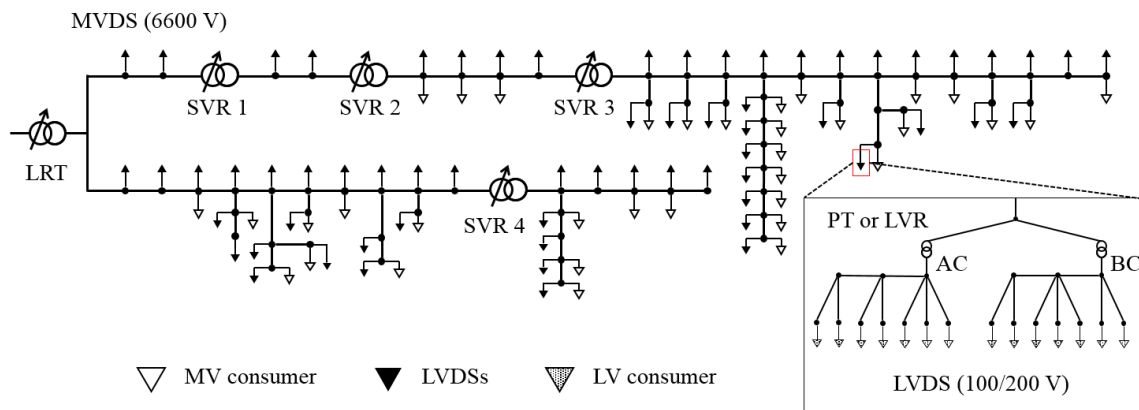 MVDS (6600 V)
SVR 1
SVR 2
SVR 3
LRT
SVR 4
PT or LVR
AC
BC
MV consumer
LVDSs
LV consumer
LVDS (100/200 V)